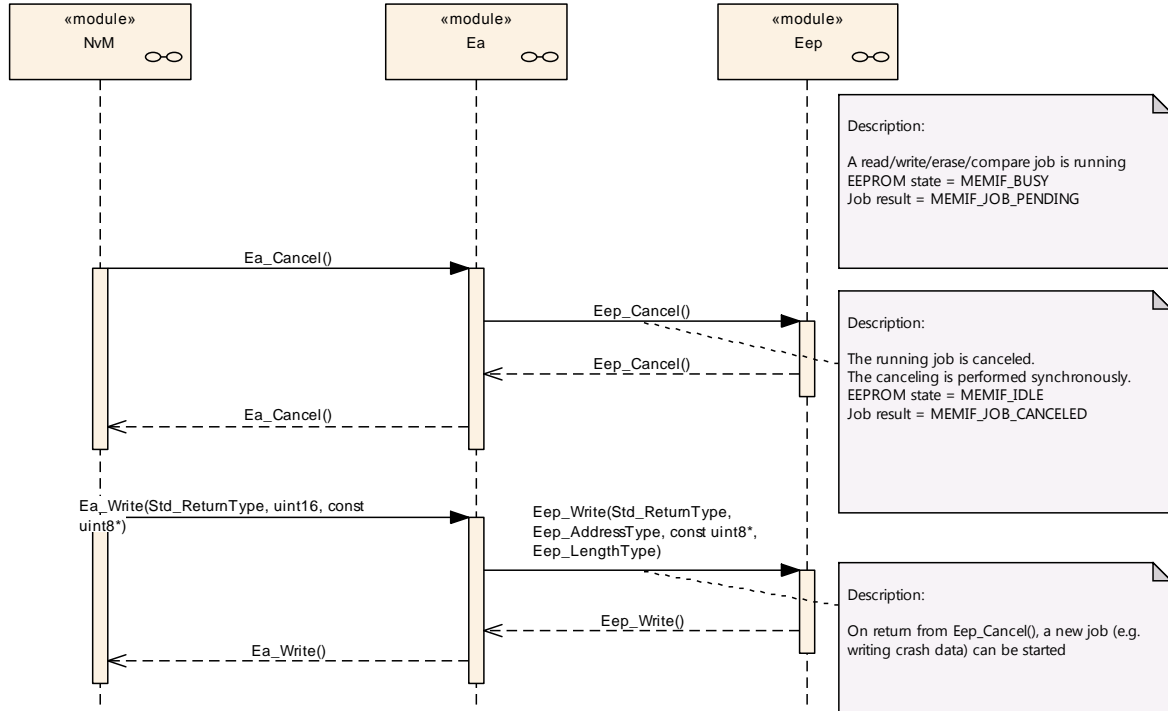 «module»
NvM
«module»
Ea
«module»
Eep
Description:
A read/write/erase/compare job is running
EEPROM state = MEMIF_BUSY
Job result = MEMIF_JOB_PENDING
Ea_Cancel()
Eep_Cancel()
Description:
The running job is canceled.
The canceling is performed synchronously.
EEPROM state = MEMIF_IDLE
Job result = MEMIF_JOB_CANCELED
Eep_Cancel()
Ea_Cancel()
Ea_Write(Std_ReturnType, uint16, const
uint8*)
Eep_Write(Std_ReturnType,
Eep_AddressType, const uint8*,
Eep_LengthType)
Description:
On return from Eep_Cancel(), a new job (e.g.
writing crash data) can be started
Eep_Write()
Ea_Write()